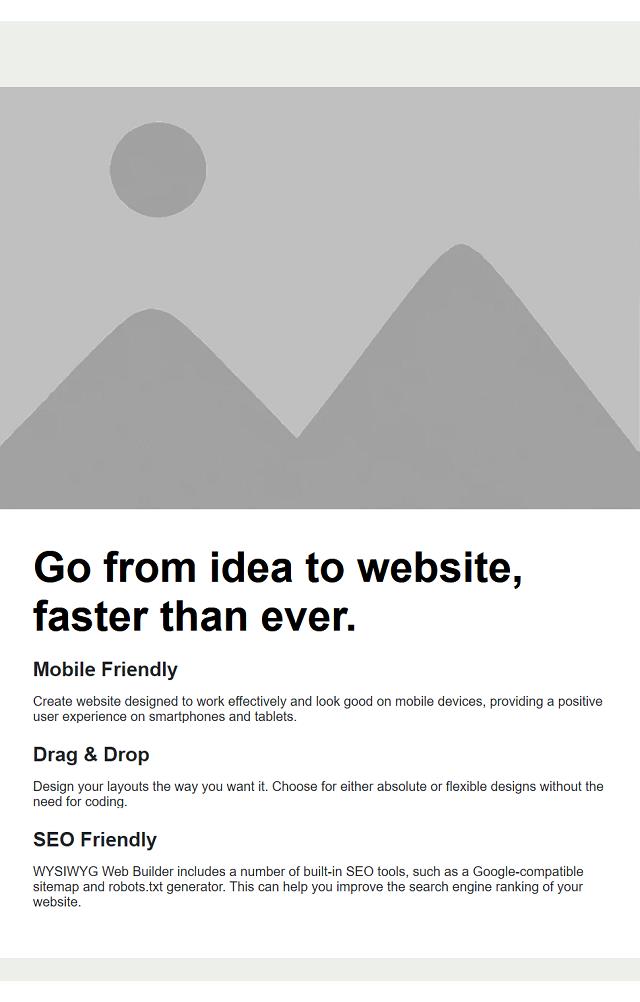 Go from idea to website,
faster than ever.
Mobile Friendly
Create website designed to work effectively and look good on mobile devices, providing a positive
user experience on smartphones and tablets.
Drag & Drop
Design your layouts the way you want it. Choose for either absolute or flexible designs without the
need for coding.
SEO Friendly
WYSIWYG Web Builder includes a number of built-in SEO tools, such as a Google-compatible
sitemap and robots.txt generator. This can help you improve the search engine ranking of your
website.